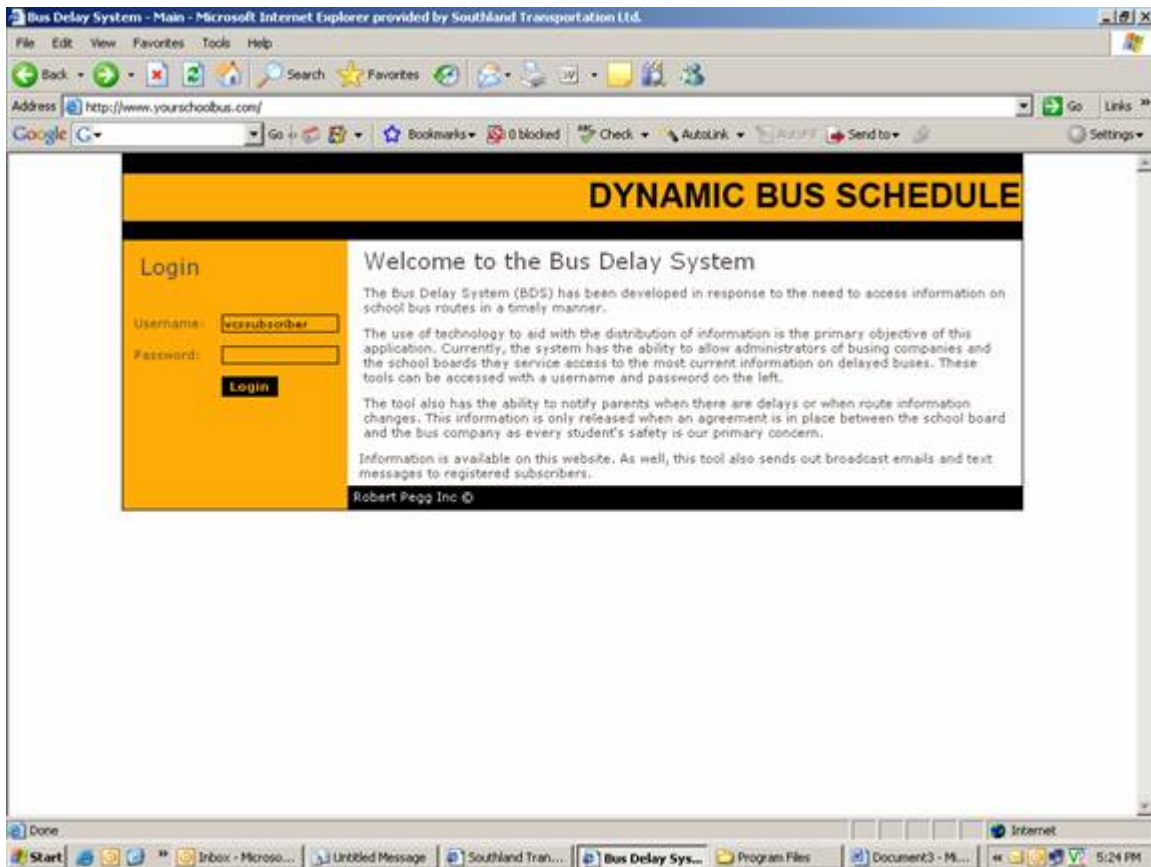 Bus Delay System - Main - Microsoft Internet Explorer provided by Southland Transportation Ltd.
File Edit View Favorites Tools Help
Back Search Favorites
Address http://www.yourschoolbus.com/ Go Links »
Google G Go Bookmarks 0 blocked Check AutoLink AutoFill Send to Settings
DYNAMIC BUS SCHEDULE
Login
Username: vcssubscriber
Password:
Login
Welcome to the Bus Delay System
The Bus Delay System (BDS) has been developed in response to the need to access information on
school bus routes in a timely manner.
The use of technology to aid with the distribution of information is the primary objective of this
application. Currently, the system has the ability to allow administrators of busing companies and
the school boards they service access to the most current information on delayed buses. These
tools can be accessed with a username and password on the left.
The tool also has the ability to notify parents when there are delays or when route information
changes. This information is only released when an agreement is in place between the school board
and the bus company as every student's safety is our primary concern.
Information is available on this website. As well, this tool also sends out broadcast emails and text
messages to registered subscribers.
Robert Pegg Inc ©
Done Internet
Start » Inbox - Microso... Untitled Message Southland Tran... Bus Delay Sys... Program Files Document3 - M... « 5:24 PM